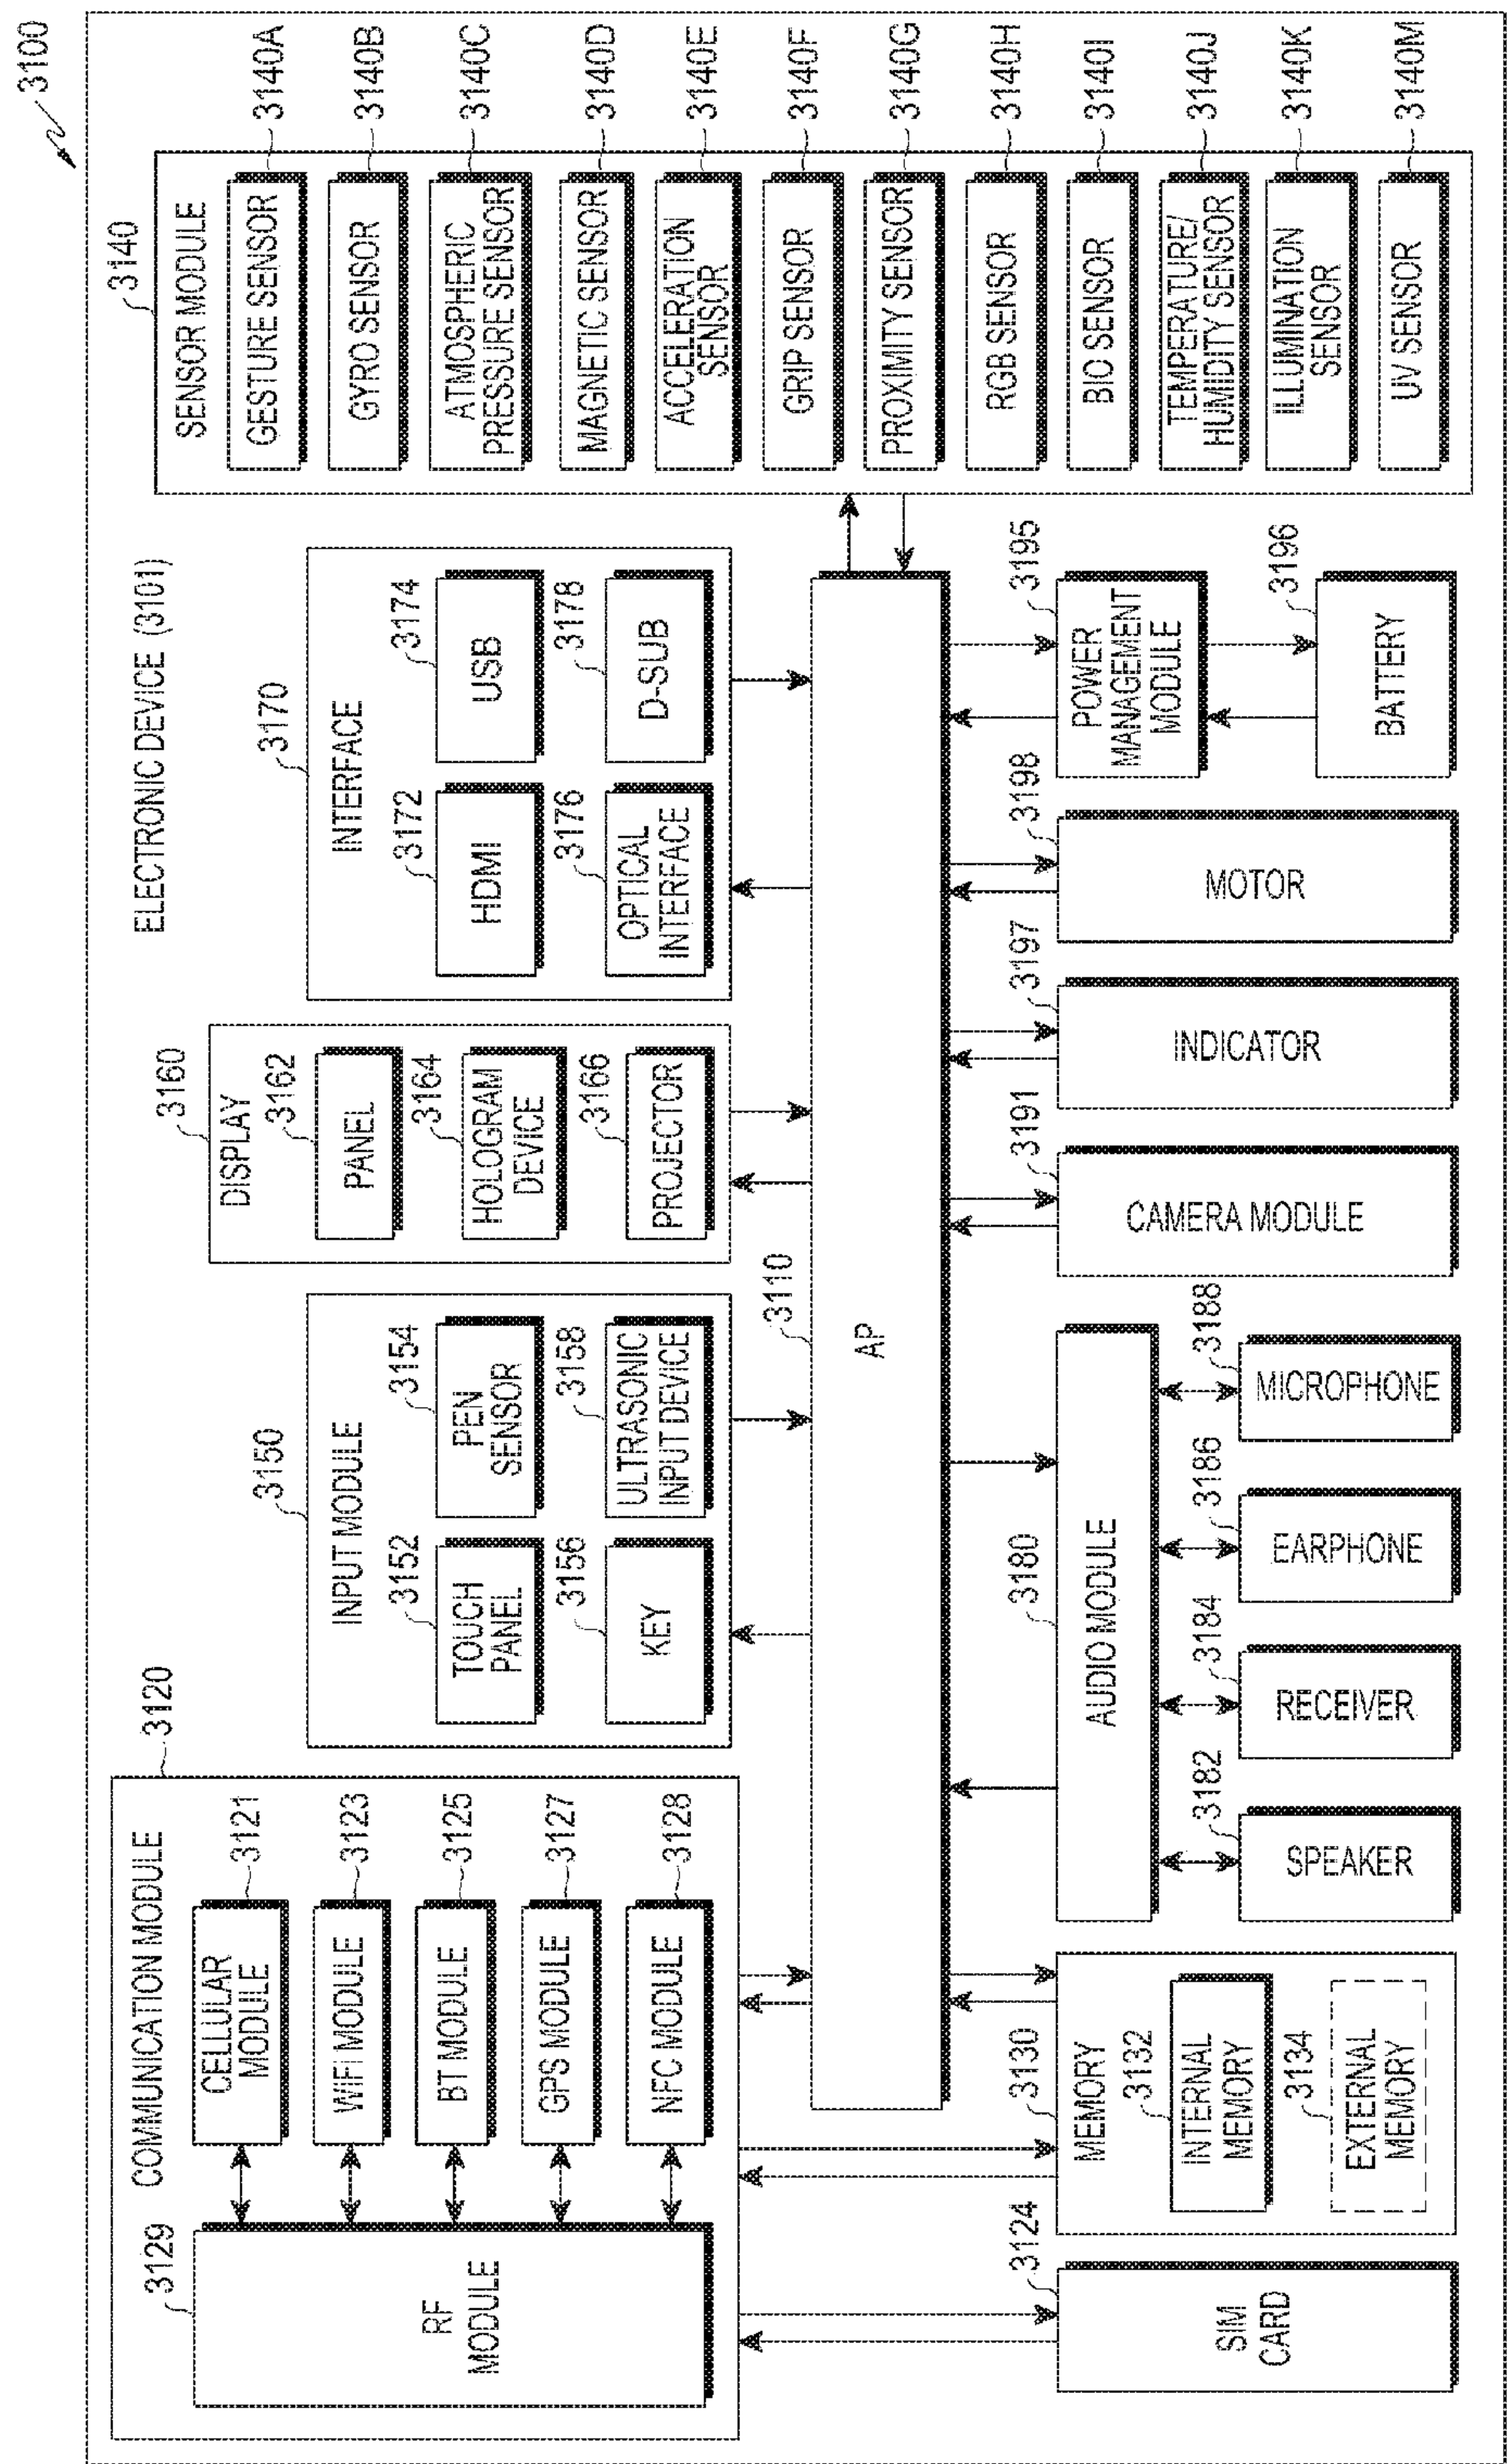 3100
ELECTRONIC DEVICE (3101)
COMMUNICATION MODULE
3120
3129
RF
MODULE
CELLULAR
MODULE
3121
WiFi MODULE
3123
BT MODULE
3125
GPS MODULE
3127
NFC MODULE
3128
3150
INPUT MODULE
3152
TOUCH
PANEL
3154
PEN
SENSOR
3156
KEY
3158
ULTRASONIC
INPUT DEVICE
3160
DISPLAY
3162
PANEL
3164
HOLOGRAM
DEVICE
3166
PROJECTOR
3170
INTERFACE
3172
HDMI
3174
USB
3176
OPTICAL
INTERFACE
3178
D-SUB
3140
SENSOR MODULE
GESTURE SENSOR
3140A
GYRO SENSOR
3140B
ATMOSPHERIC
PRESSURE SENSOR
3140C
MAGNETIC SENSOR
3140D
ACCELERATION
SENSOR
3140E
GRIP SENSOR
3140F
PROXIMITY SENSOR
3140G
RGB SENSOR
3140H
BIO SENSOR
3140I
TEMPERATURE/
HUMIDITY SENSOR
3140J
ILLUMINATION
SENSOR
3140K
UV SENSOR
3140M
3110
AP
3124
SIM
CARD
3130
MEMORY
3132
INTERNAL
MEMORY
3134
EXTERNAL
MEMORY
3180
AUDIO MODULE
3182
SPEAKER
3184
RECEIVER
3186
EARPHONE
3188
MICROPHONE
3191
CAMERA MODULE
3197
INDICATOR
3198
MOTOR
3195
POWER
MANAGEMENT
MODULE
3196
BATTERY